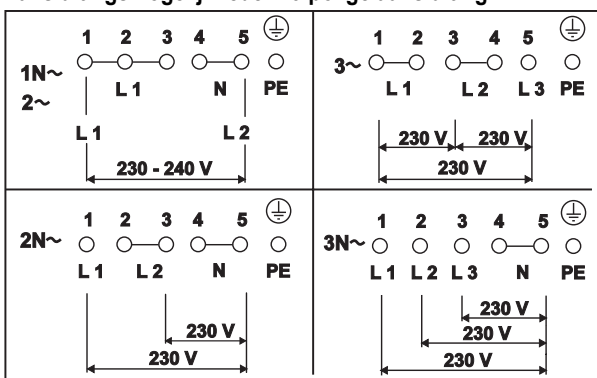 1 2 3 4 5
1N~
2~
L 1 N PE
L 1 L 2
230 - 240 V
1 2 3 4 5
3~
L 1 L 2 L 3 PE
230 V 230 V
230 V
1 2 3 4 5
2N~
L 1 L 2 N PE
230 V
230 V
1 2 3 4 5
3N~
L 1 L 2 L 3 N PE
230 V
230 V
230 V